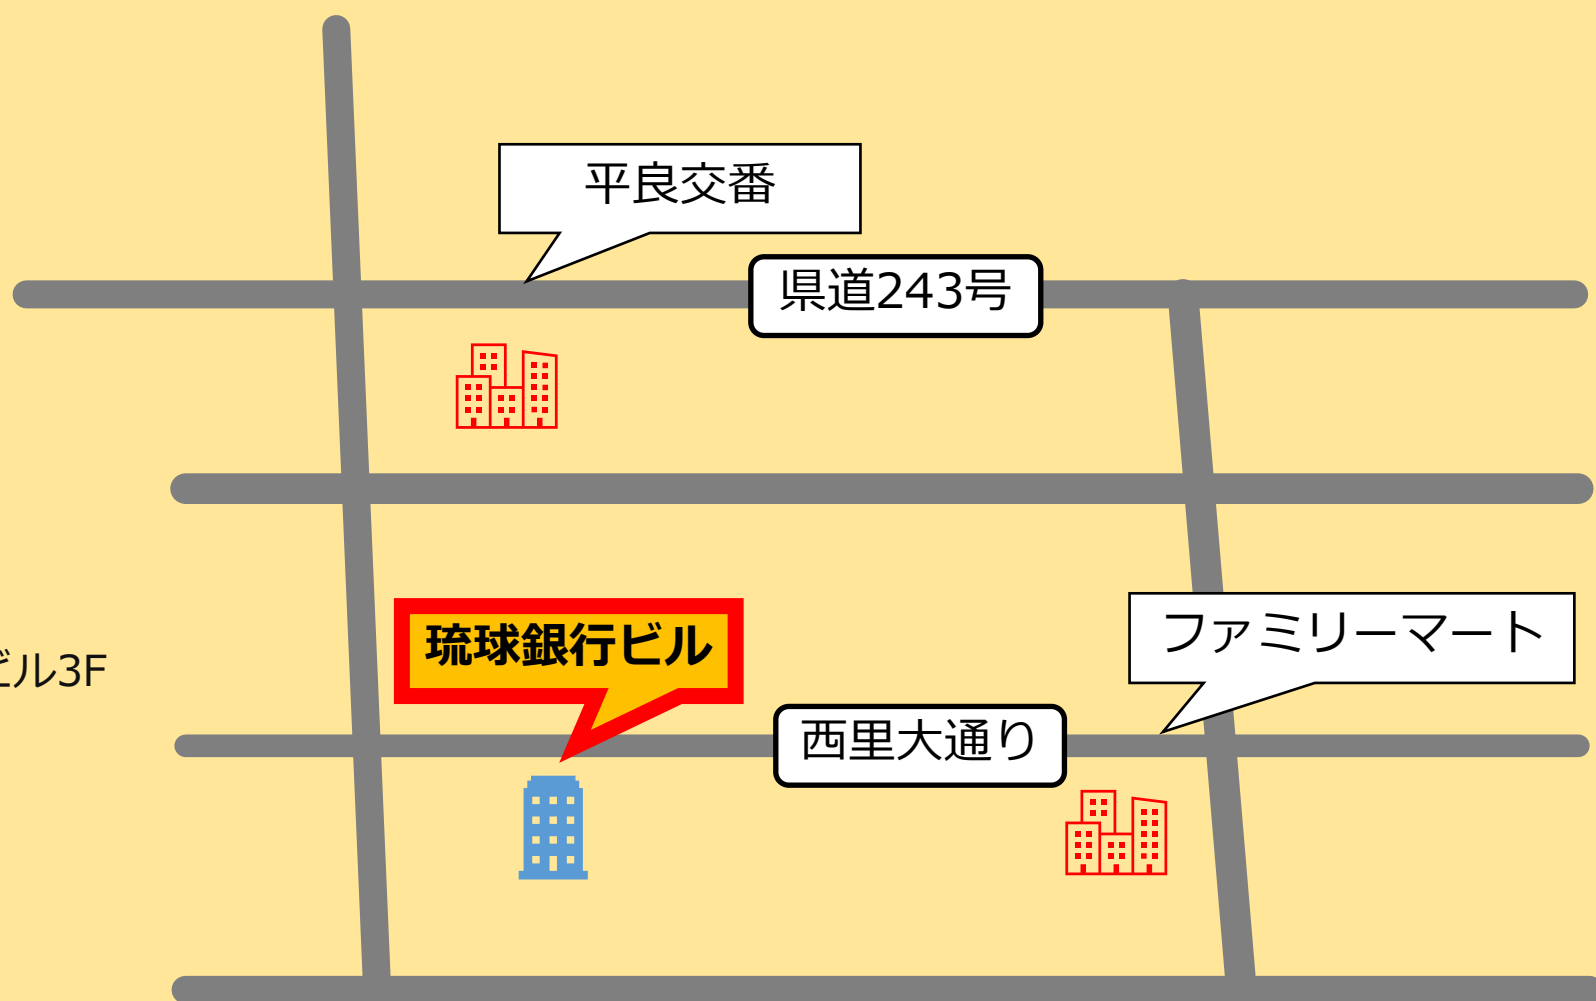 平良交番
県道243号
琉球銀行ビル
ファミリーマート
ビル3F
西里大通り